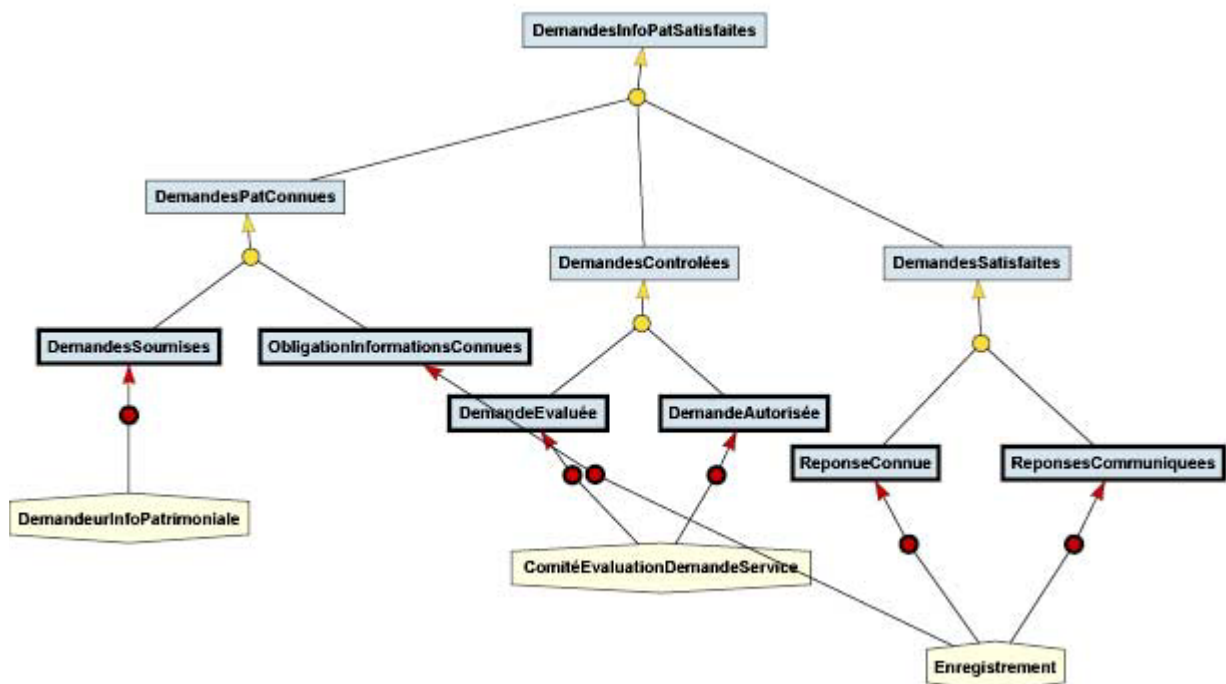 DemandesInfoPatSatisfaites
DemandesPatConnues
DemandesControlées
DemandesSatisfaites
DemandesSoumises
ObligationInformationsConnues
DemandeEvaluée
DemandeAutorisée
ReponseConnue
ReponsesCommuniquees
DemandeurInfoPatrimoniale
ComitéEvaluationDemandeService
Enregistrement